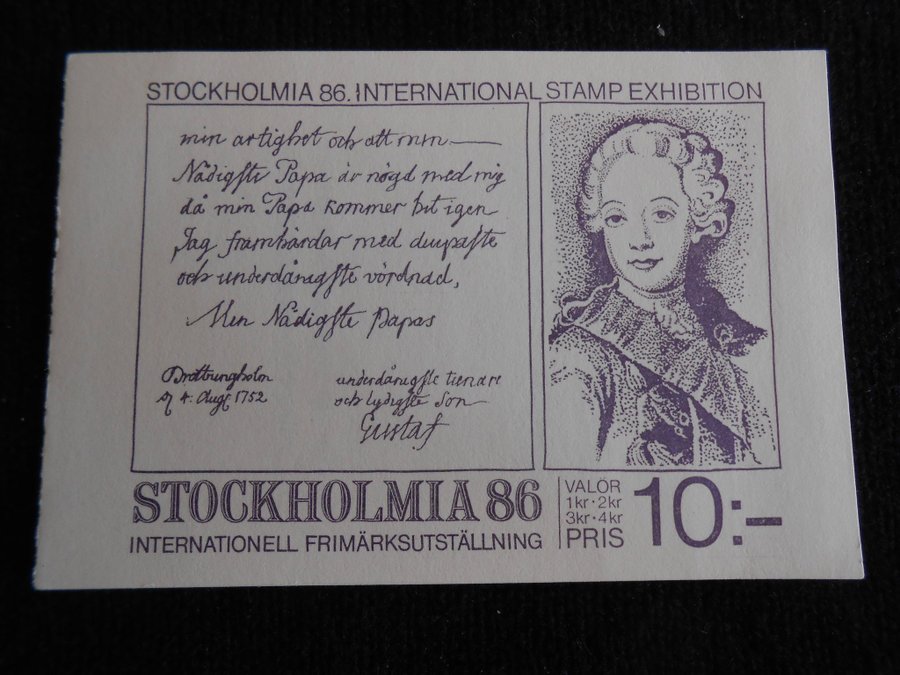 STOCKHOLMIA 86. INTERNATIONAL STAMP EXHIBITION
min artighet och att min
Nådigste Papa är nögd med mig
då min Papa kommer hit igen
Jag framhärdar med diupaste
och underdånigste vördnad,
Min Nådigste Papas
Drottningholm
4. Aug: 1752
underdånigste tienare
och lydigste Son
Gustaf
STOCKHOLMIA 86
INTERNATIONELL FRIMÄRKSUTSTÄLLNING
VALÖR
1kr·2kr
3kr·4kr
PRIS
10:-